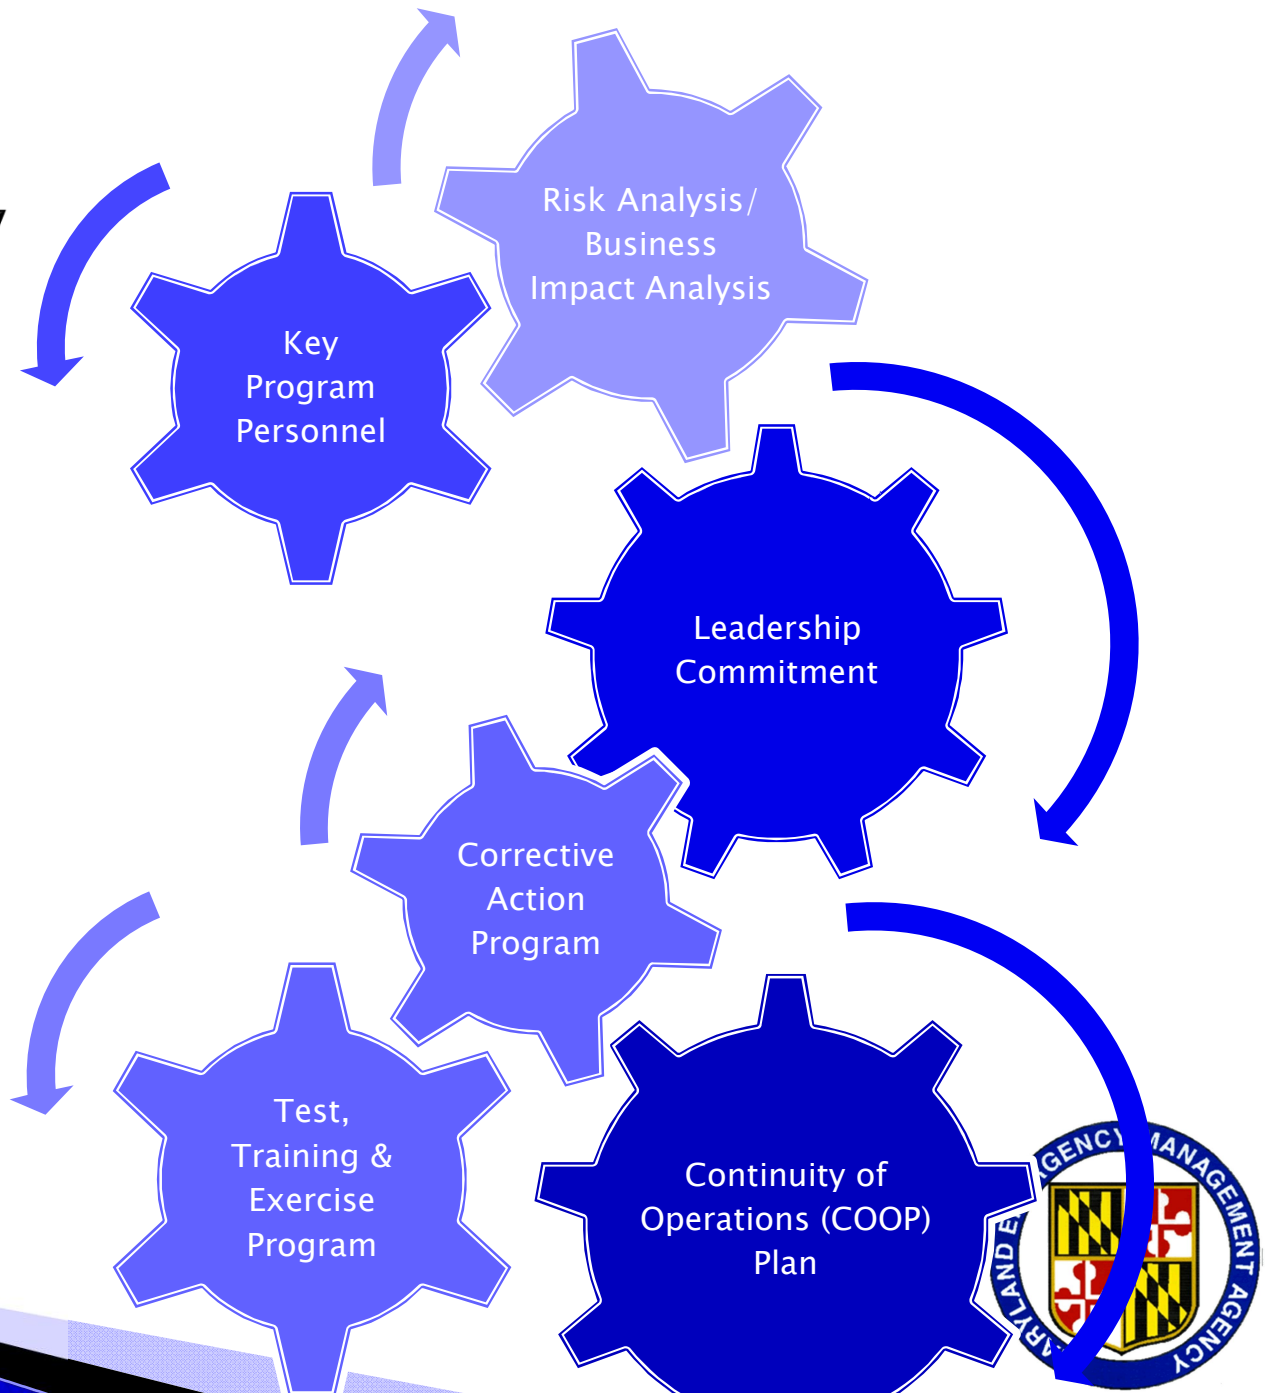 Risk Analysis/
Business
Impact Analysis
Key
Program
Personnel
Leadership
Commitment
Corrective
Action
Program
Test,
Training &
Exercise
Program
Continuity of
Operations (COOP)
Plan
MANAGEMENT AGENCY